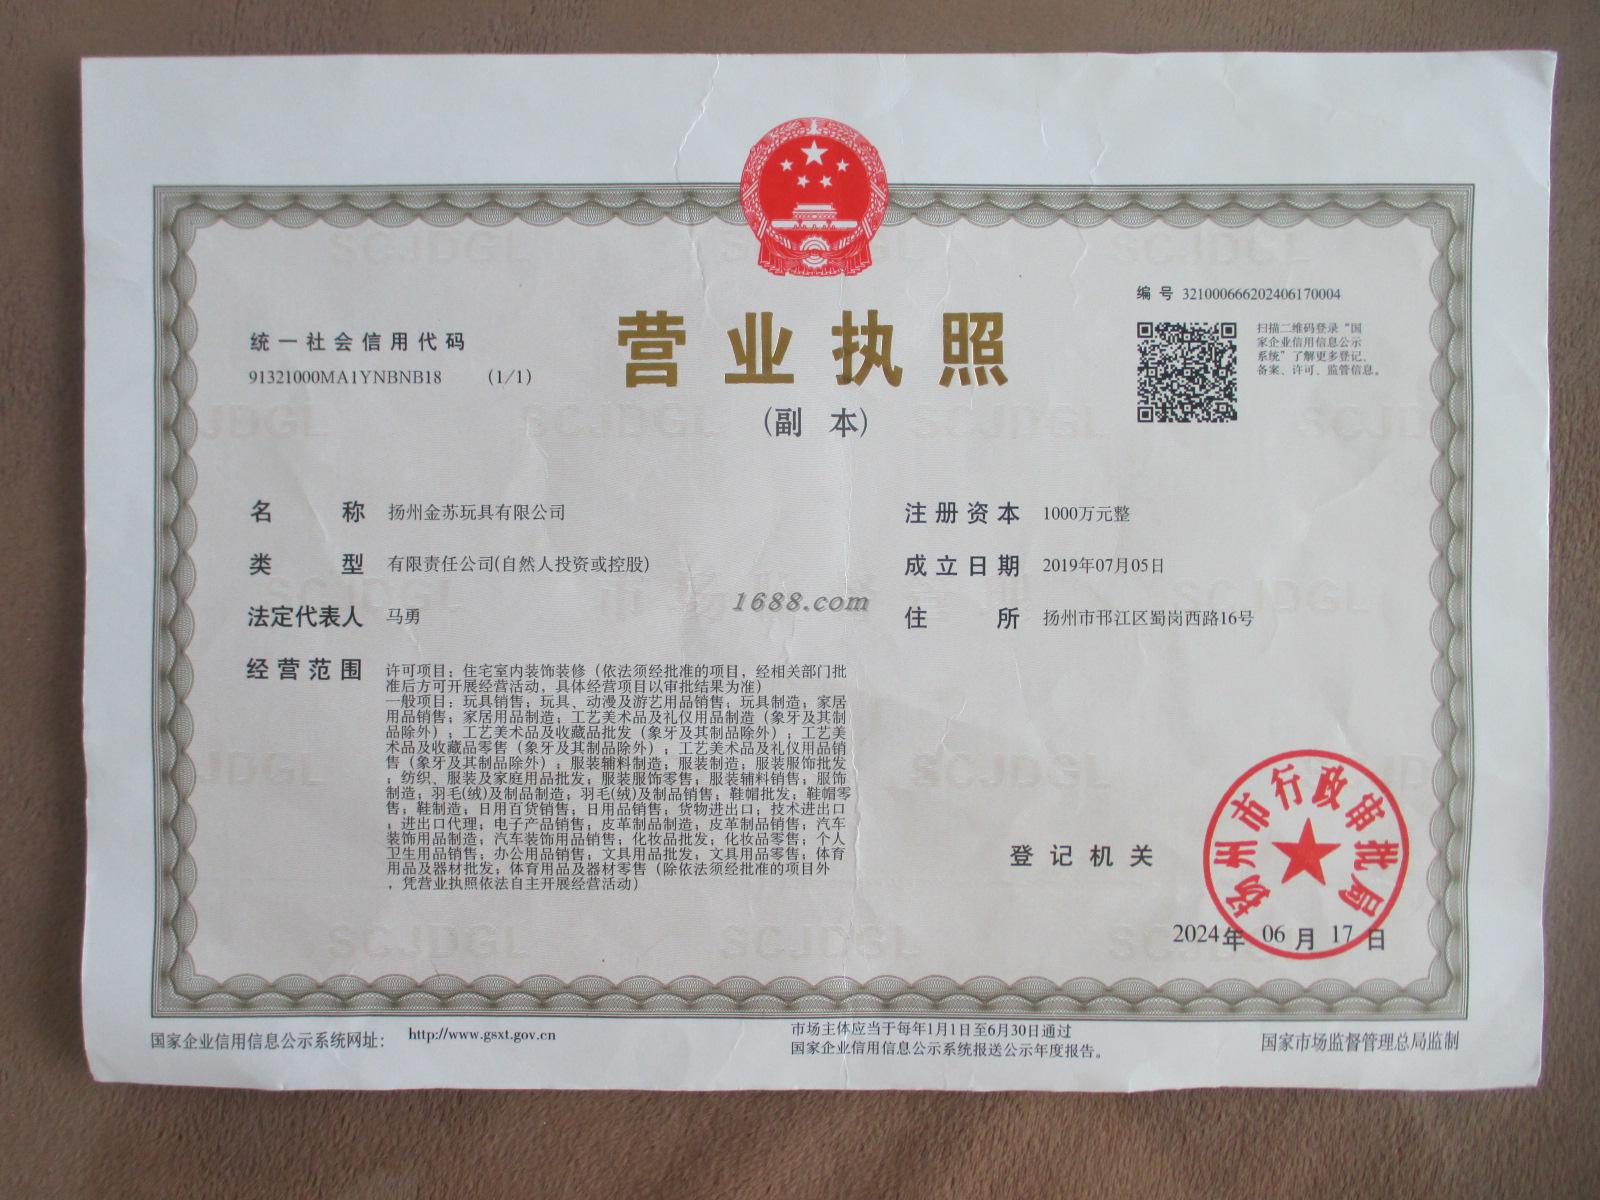 编号 321000666202406170004
统一社会信用代码
91321000MA1YNBNB18 (1/1)
营业执照
(副 本)
扫描二维码登录“国
家企业信用信息公示
系统”了解更多登记、
备案、许可、监管信息。
名称 扬州金苏玩具有限公司
类型 有限责任公司(自然人投资或控股)
法定代表人 马勇
经营范围 许可项目：住宅室内装饰装修（依法须经批准的项目，经相关部门批
准后方可开展经营活动，具体经营项目以审批结果为准）
一般项目：玩具销售；玩具、动漫及游艺用品销售；玩具制造；家居
用品销售；家居用品制造；工艺美术品及礼仪用品制造（象牙及其制
品除外）；工艺美术品及收藏品批发（象牙及其制品除外）；工艺美
术品及收藏品零售（象牙及其制品除外）；工艺美术品及礼仪用品销
售（象牙及其制品除外）；服装辅料制造；服装制造；服装服饰批发
；纺织、服装及家庭用品批发；服装服饰零售；服装辅料销售；服饰
制造；羽毛(绒)及制品制造；羽毛(绒)及制品销售；鞋帽批发；鞋帽零
售；鞋制造；日用百货销售；日用品销售；货物进出口；技术进出口
；进出口代理；电子产品销售；皮革制品制造；皮革制品销售；汽车
装饰用品制造；汽车装饰用品销售；化妆品批发；化妆品零售；个人
卫生用品销售；办公用品销售；文具用品批发；文具用品零售；体育
用品及器材批发；体育用品及器材零售（除依法须经批准的项目外
，凭营业执照依法自主开展经营活动）
注册资本 1000万元整
成立日期 2019年07月05日
住所 扬州市邗江区蜀岗西路16号
1688.com
登记机关
扬州市行政审批局
2024年 06月 17日
国家企业信用信息公示系统网址： http://www.gsxt.gov.cn
市场主体应当于每年1月1日至6月30日通过
国家企业信用信息公示系统报送公示年度报告。
国家市场监督管理总局监制